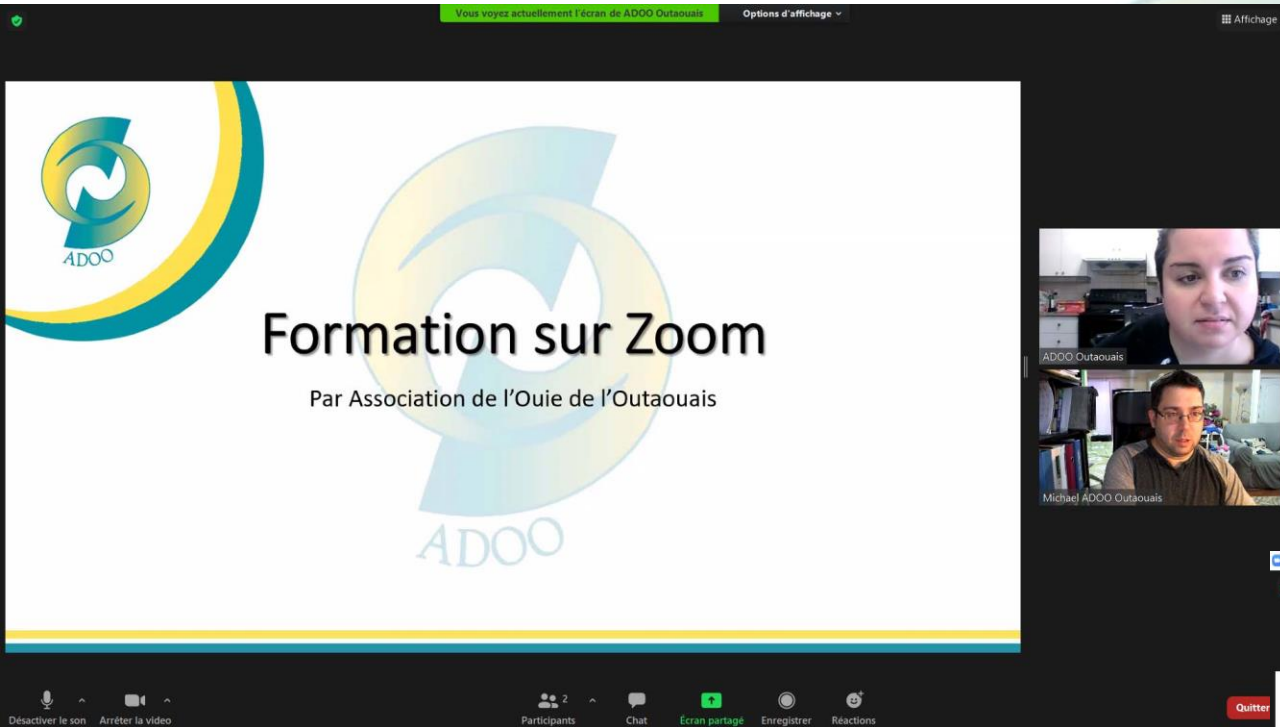 Vous voyez actuellement l'écran de ADOO Outaouais
Options d'affichage
Affichage
ADOO
Formation sur Zoom
Par Association de l'Ouie de l'Outaouais
ADOO
ADOO Outaouais
Michael ADOO Outaouais
2
Désactiver le son
Arrêter la video
Participants
Chat
Écran partagé
Enregistrer
Réactions
Quitter